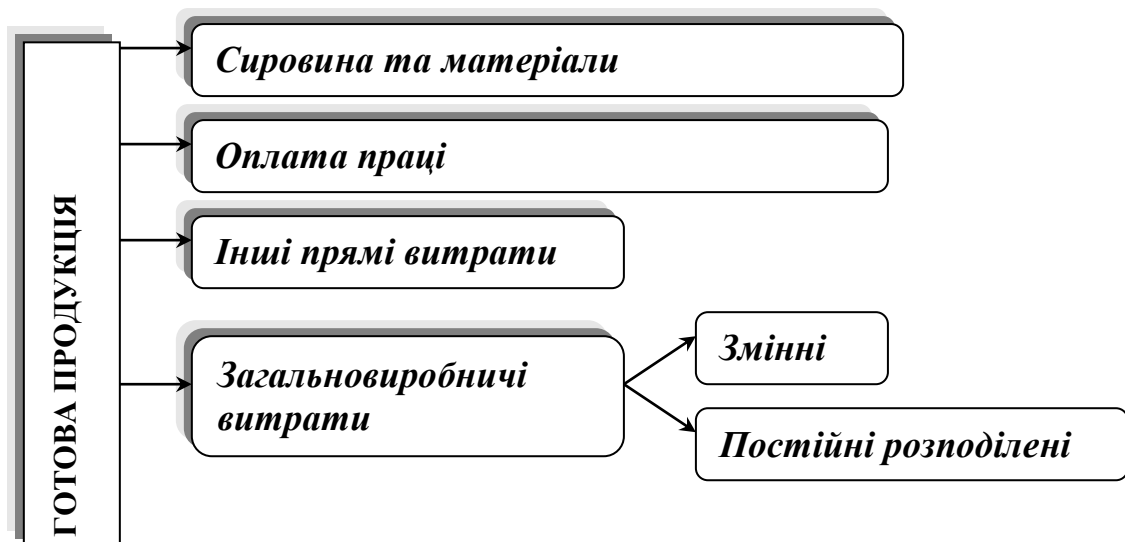 ГОТОВА ПРОДУКЦІЯ
Сировина та матеріали
Оплата праці
Інші прямі витрати
Загальновиробничі
витрати
Змінні
Постійні розподілені